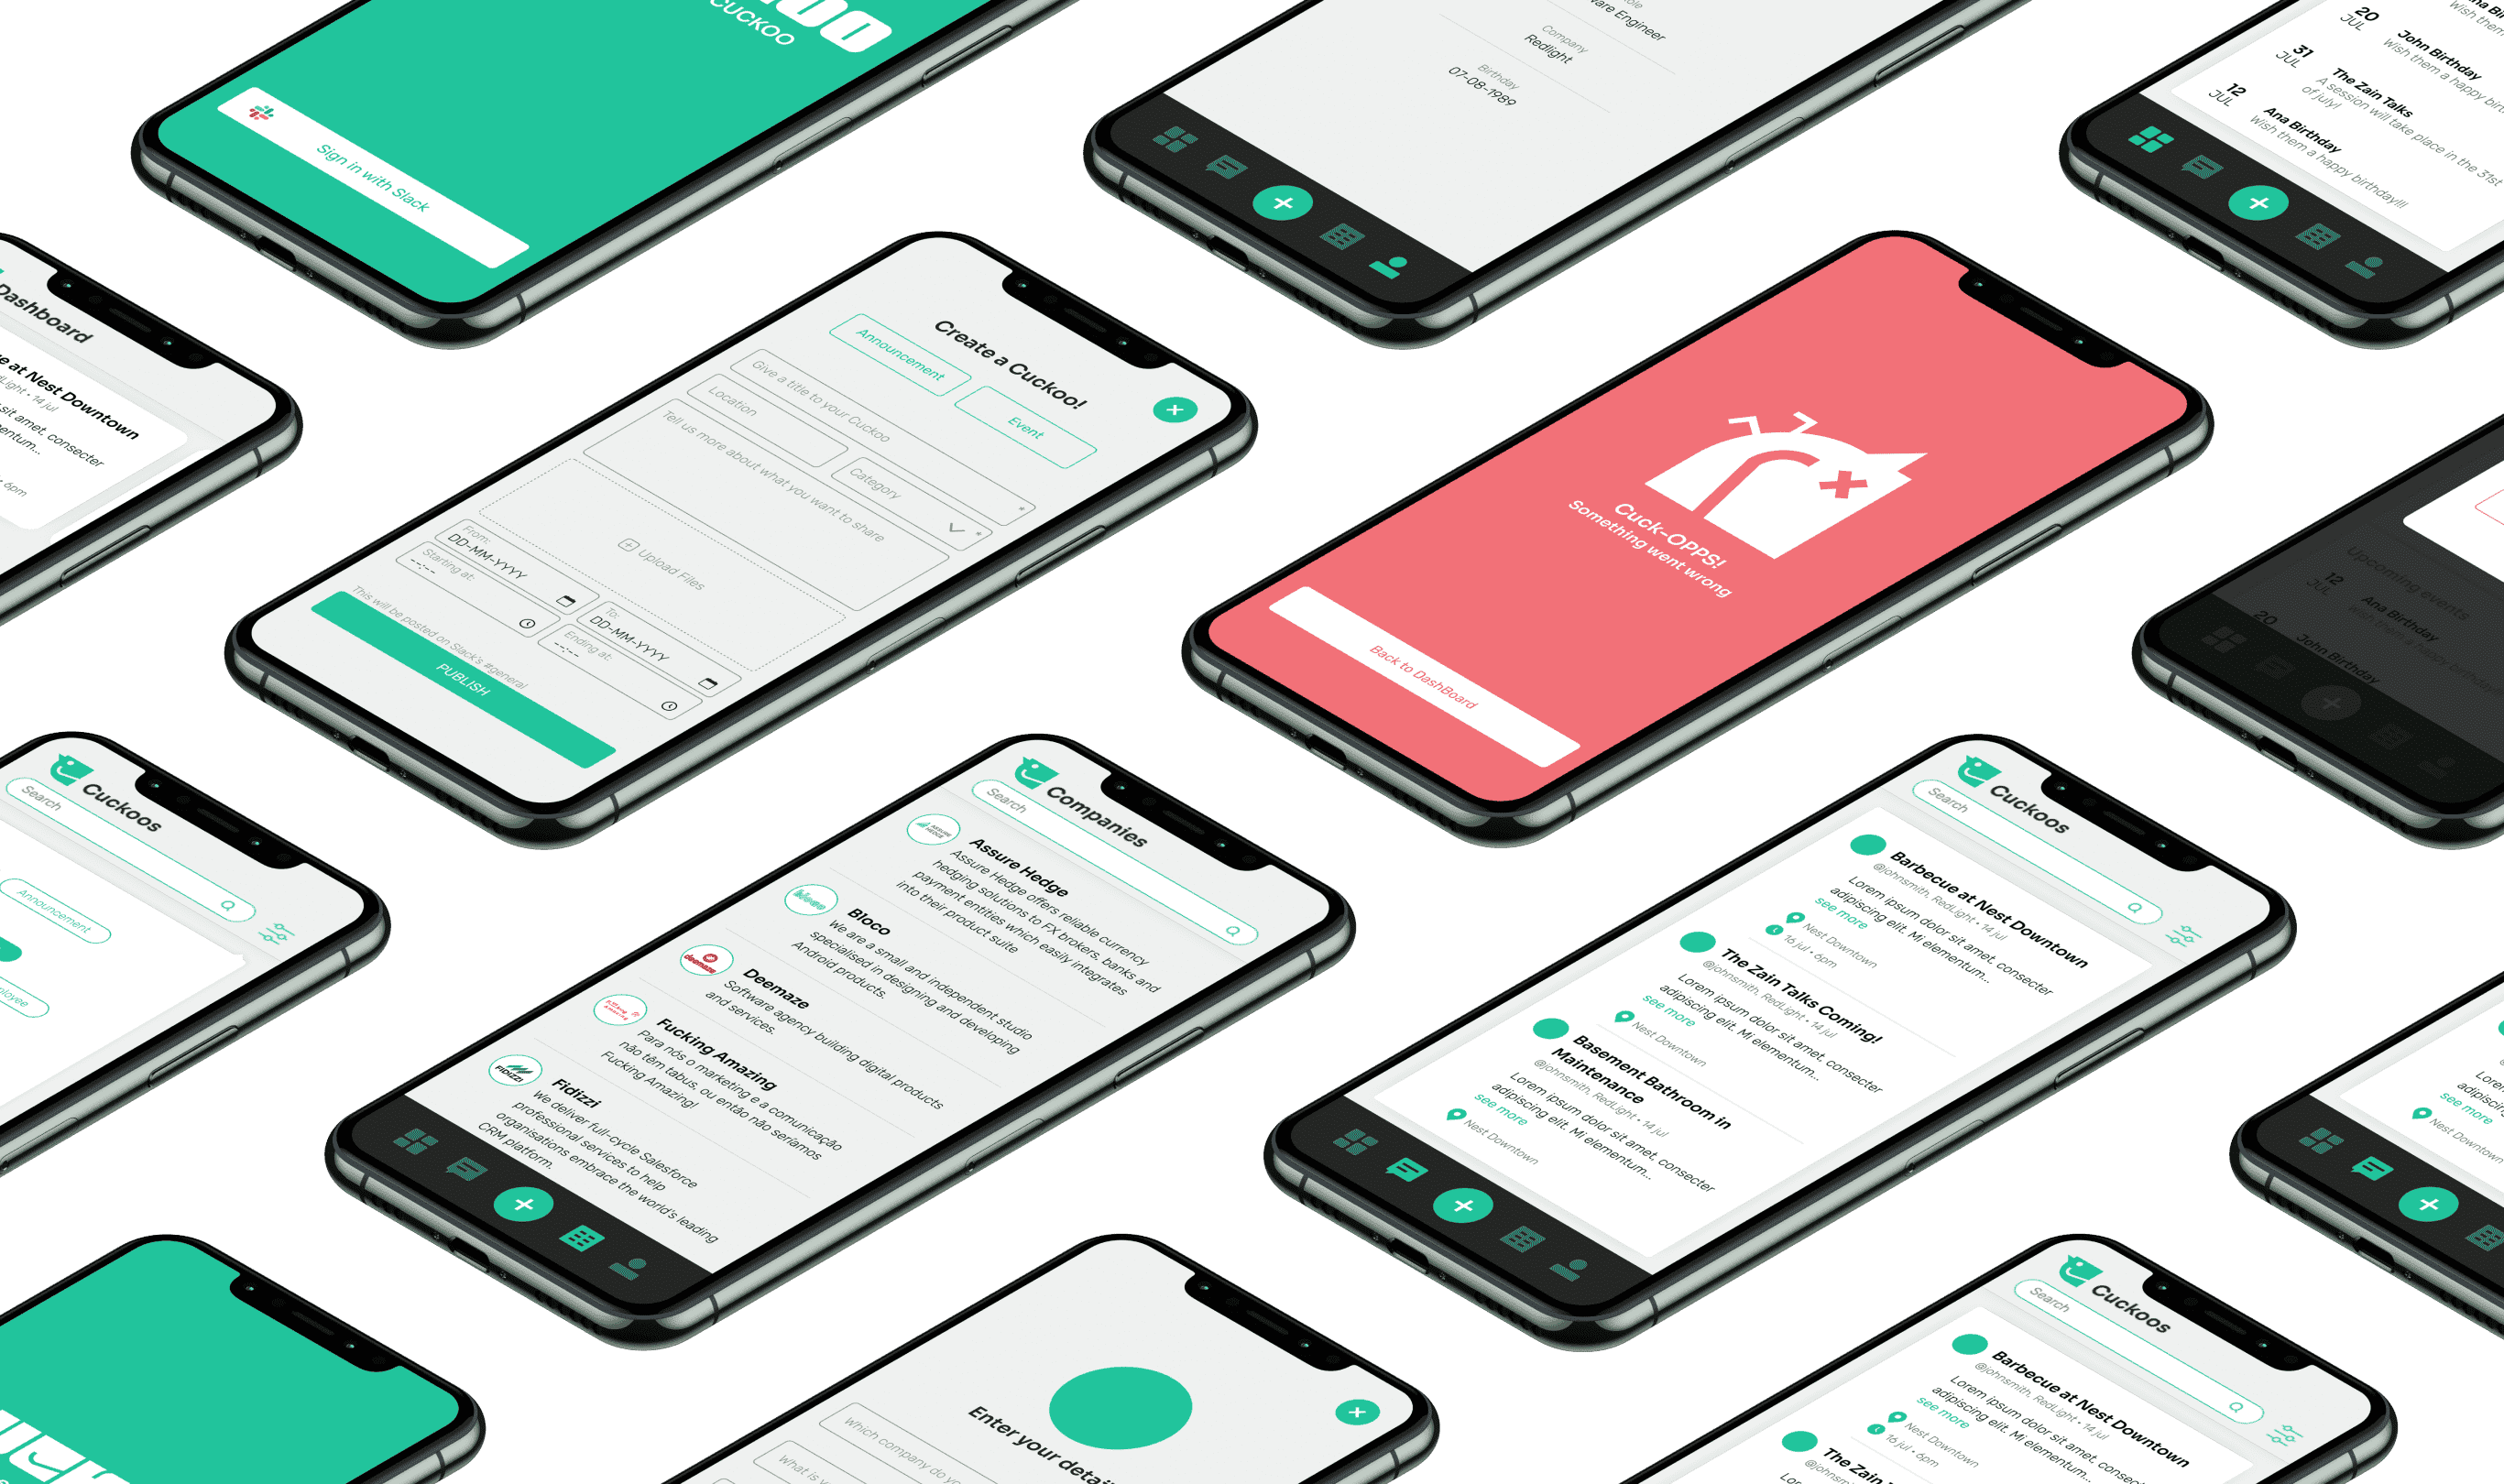 CUCKOO
Sign in with Slack
Engineer
Company
Redlight
Birthday
07-08-1989
20
JUL
John Birthday
Wish them a happy
31
JUL
The Zain Talks
A session will take place in the 31st
of july!
12
JUL
Ana Birthday
Wish them a happy birthday!!!
Dashboard
at Nest Downtown
• 14 jul
sit amet, consecter
• 6pm
Create a Cuckoo!
Announcement
Event
Give a title to your Cuckoo
*
Location
Category
*
Tell us more about what you want to share
Upload Files
From:
DD-MM-YYYY
To:
DD-MM-YYYY
Starting at:
--:--
Ending at:
--:--
This will be posted on Slack's #general
PUBLISH
Cuck-OPPS!
Something went wrong
Back to DashBoard
Upcoming events
12
JUL
Ana Birthday
wish them a happy birthday!!!
20
John Birthday
Cuckoos
Search
Announcement
Companies
Search
ASSURE
HEDGE
Assure Hedge
Assure Hedge offers reliable currency
hedging solutions to FX brokers, banks and
payment entities which easily integrates
into their product suite
bloco
Bloco
We are a small and independent studio
specialised in designing and developing
Android products.
deemaze
Deemaze
Software agency building digital products
and services.
Fucking Amazing
Para nós o marketing e a comunicação
não têm tabus, ou então não seríamos
Fucking Amazing!
FIDIZZI
Fidizzi
We deliver full-cycle Salesforce
professional services to help
organisations embrace the world's leading
CRM platform.
Cuckoos
Search
Barbecue at Nest Downtown
@johnsmith, RedLight • 14 jul
Lorem ipsum dolor sit amet, consecter
adipiscing elit. Mi elementum...
see more
Nest Downtown
16 jul • 6pm
The Zain Talks Coming!
@johnsmith, RedLight • 14 jul
Lorem ipsum dolor sit amet, consecter
adipiscing elit. Mi elementum...
see more
Nest Downtown
Basement Bathroom in
Maintenance
@johnsmith, RedLight • 14 jul
Lorem ipsum dolor sit amet, consecter
adipiscing elit. Mi elementum...
see more
Nest Downtown
see more
Nest Downtown
Enter your
Which company do
What is
Cuckoos
Search
Barbecue at Nest Downtown
@johnsmith, RedLight • 14 jul
Lorem ipsum dolor sit amet, consecter
adipiscing elit. Mi elementum...
see more
Nest Downtown
16 jul • 6pm
The Zain